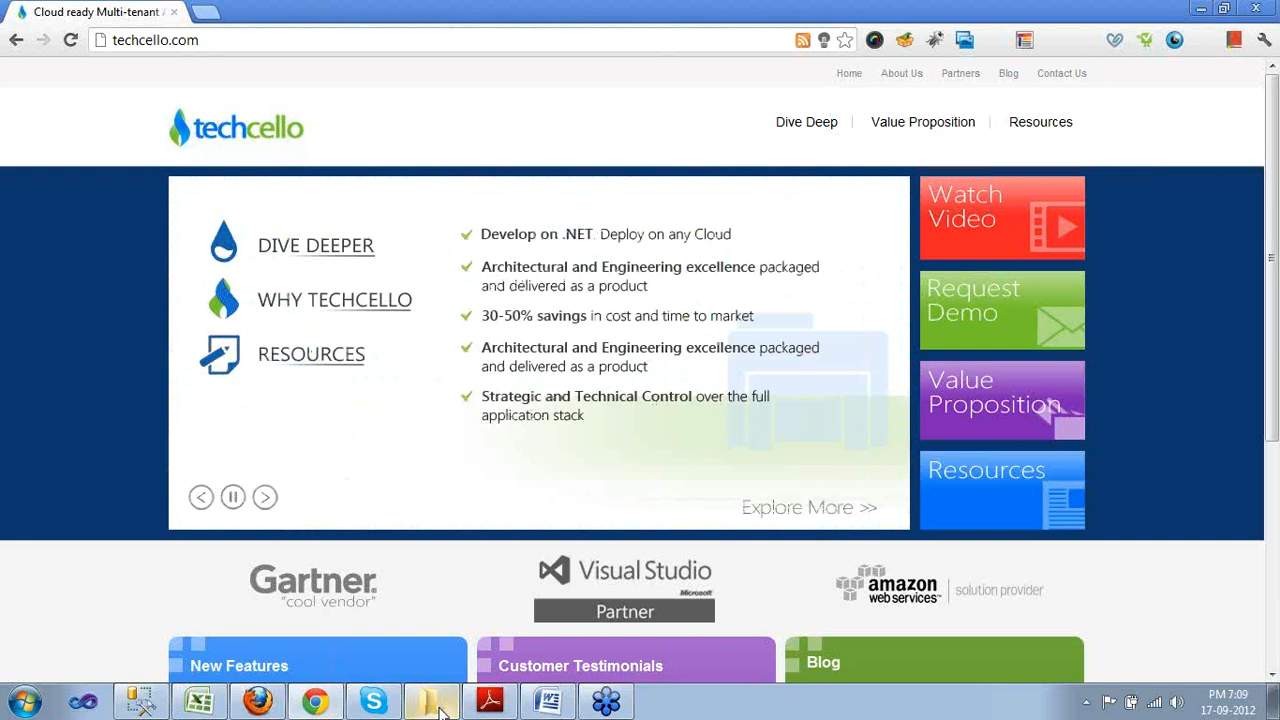 Cloud ready Multi-tenant
techcello.com
Home About Us Partners Blog Contact Us
techcello
Dive Deep Value Proposition Resources
DIVE DEEPER
WHY TECHCELLO
RESOURCES
Develop on .NET. Deploy on any Cloud
Architectural and Engineering excellence packaged
and delivered as a product
30-50% savings in cost and time to market
Architectural and Engineering excellence packaged
and delivered as a product
Strategic and Technical Control over the full
application stack
Explore More >>
Watch
Video
Request
Demo
Value
Proposition
Resources
Gartner.
"cool vendor"
Visual Studio
Microsoft
Partner
amazon
web services
solution provider
New Features
Customer Testimonials
Blog
PM 7:09
17-09-2012